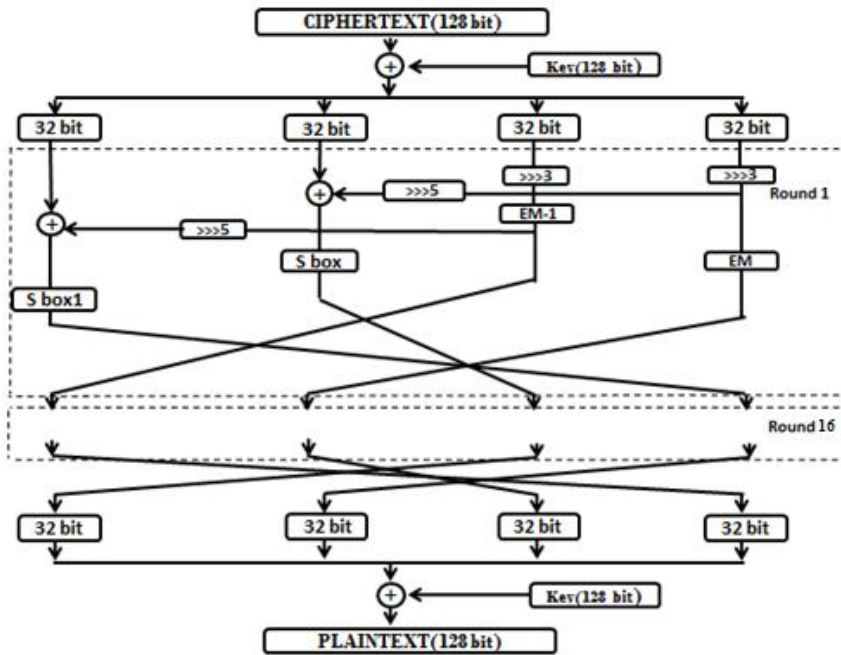 CIPHERTEXT(128 bit)
Kev(128 bit)
32 bit
32 bit
32 bit
32 bit
>>>3
>>>3
>>>5
Round 1
EM-1
>>>5
S box
EM
S box1
Round 16
32 bit
32 bit
32 bit
32 bit
Kev(128 bit)
PLAINTEXT(128 bit)